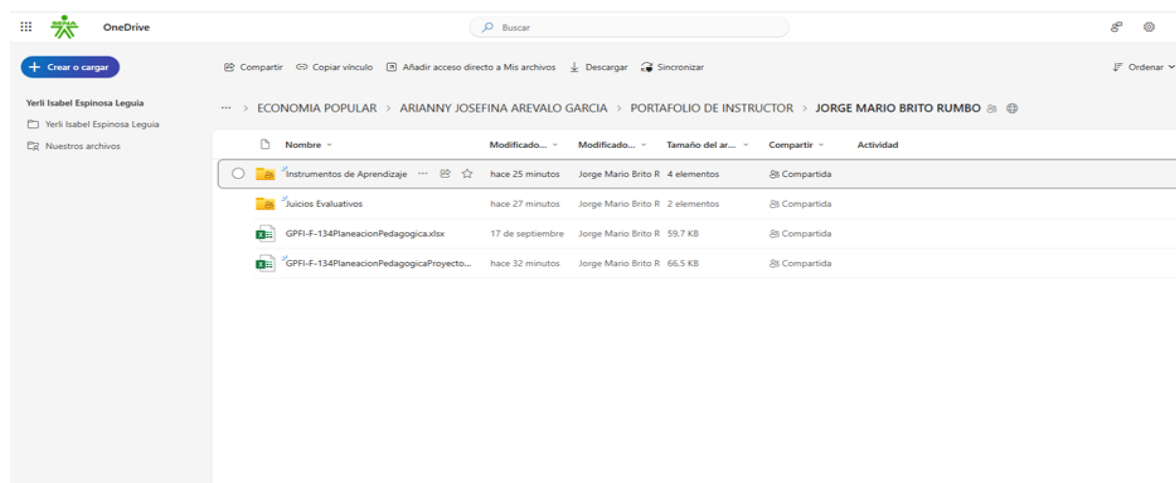 SENA
OneDrive
Buscar
Crear o cargar
Compartir Copiar vínculo Añadir acceso directo a Mis archivos Descargar Sincronizar Ordenar
Yerli Isabel Espinosa Leguia
Yerli Isabel Espinosa Leguia
Nuestros archivos
... > ECONOMIA POPULAR > ARIANNY JOSEFINA AREVALO GARCIA > PORTAFOLIO DE INSTRUCTOR > JORGE MARIO BRITO RUMBO
Nombre Modificado... Modificado... Tamaño del ar... Compartir Actividad
Instrumentos de Aprendizaje ... hace 25 minutos Jorge Mario Brito R 4 elementos Compartida
Juicios Evaluativos hace 27 minutos Jorge Mario Brito R 2 elementos Compartida
GPFI-F-134PlaneacionPedagogica.xlsx 17 de septiembre Jorge Mario Brito R 59,7 KB Compartida
GPFI-F-134PlaneacionPedagogicaProyecto... hace 32 minutos Jorge Mario Brito R 66,5 KB Compartida